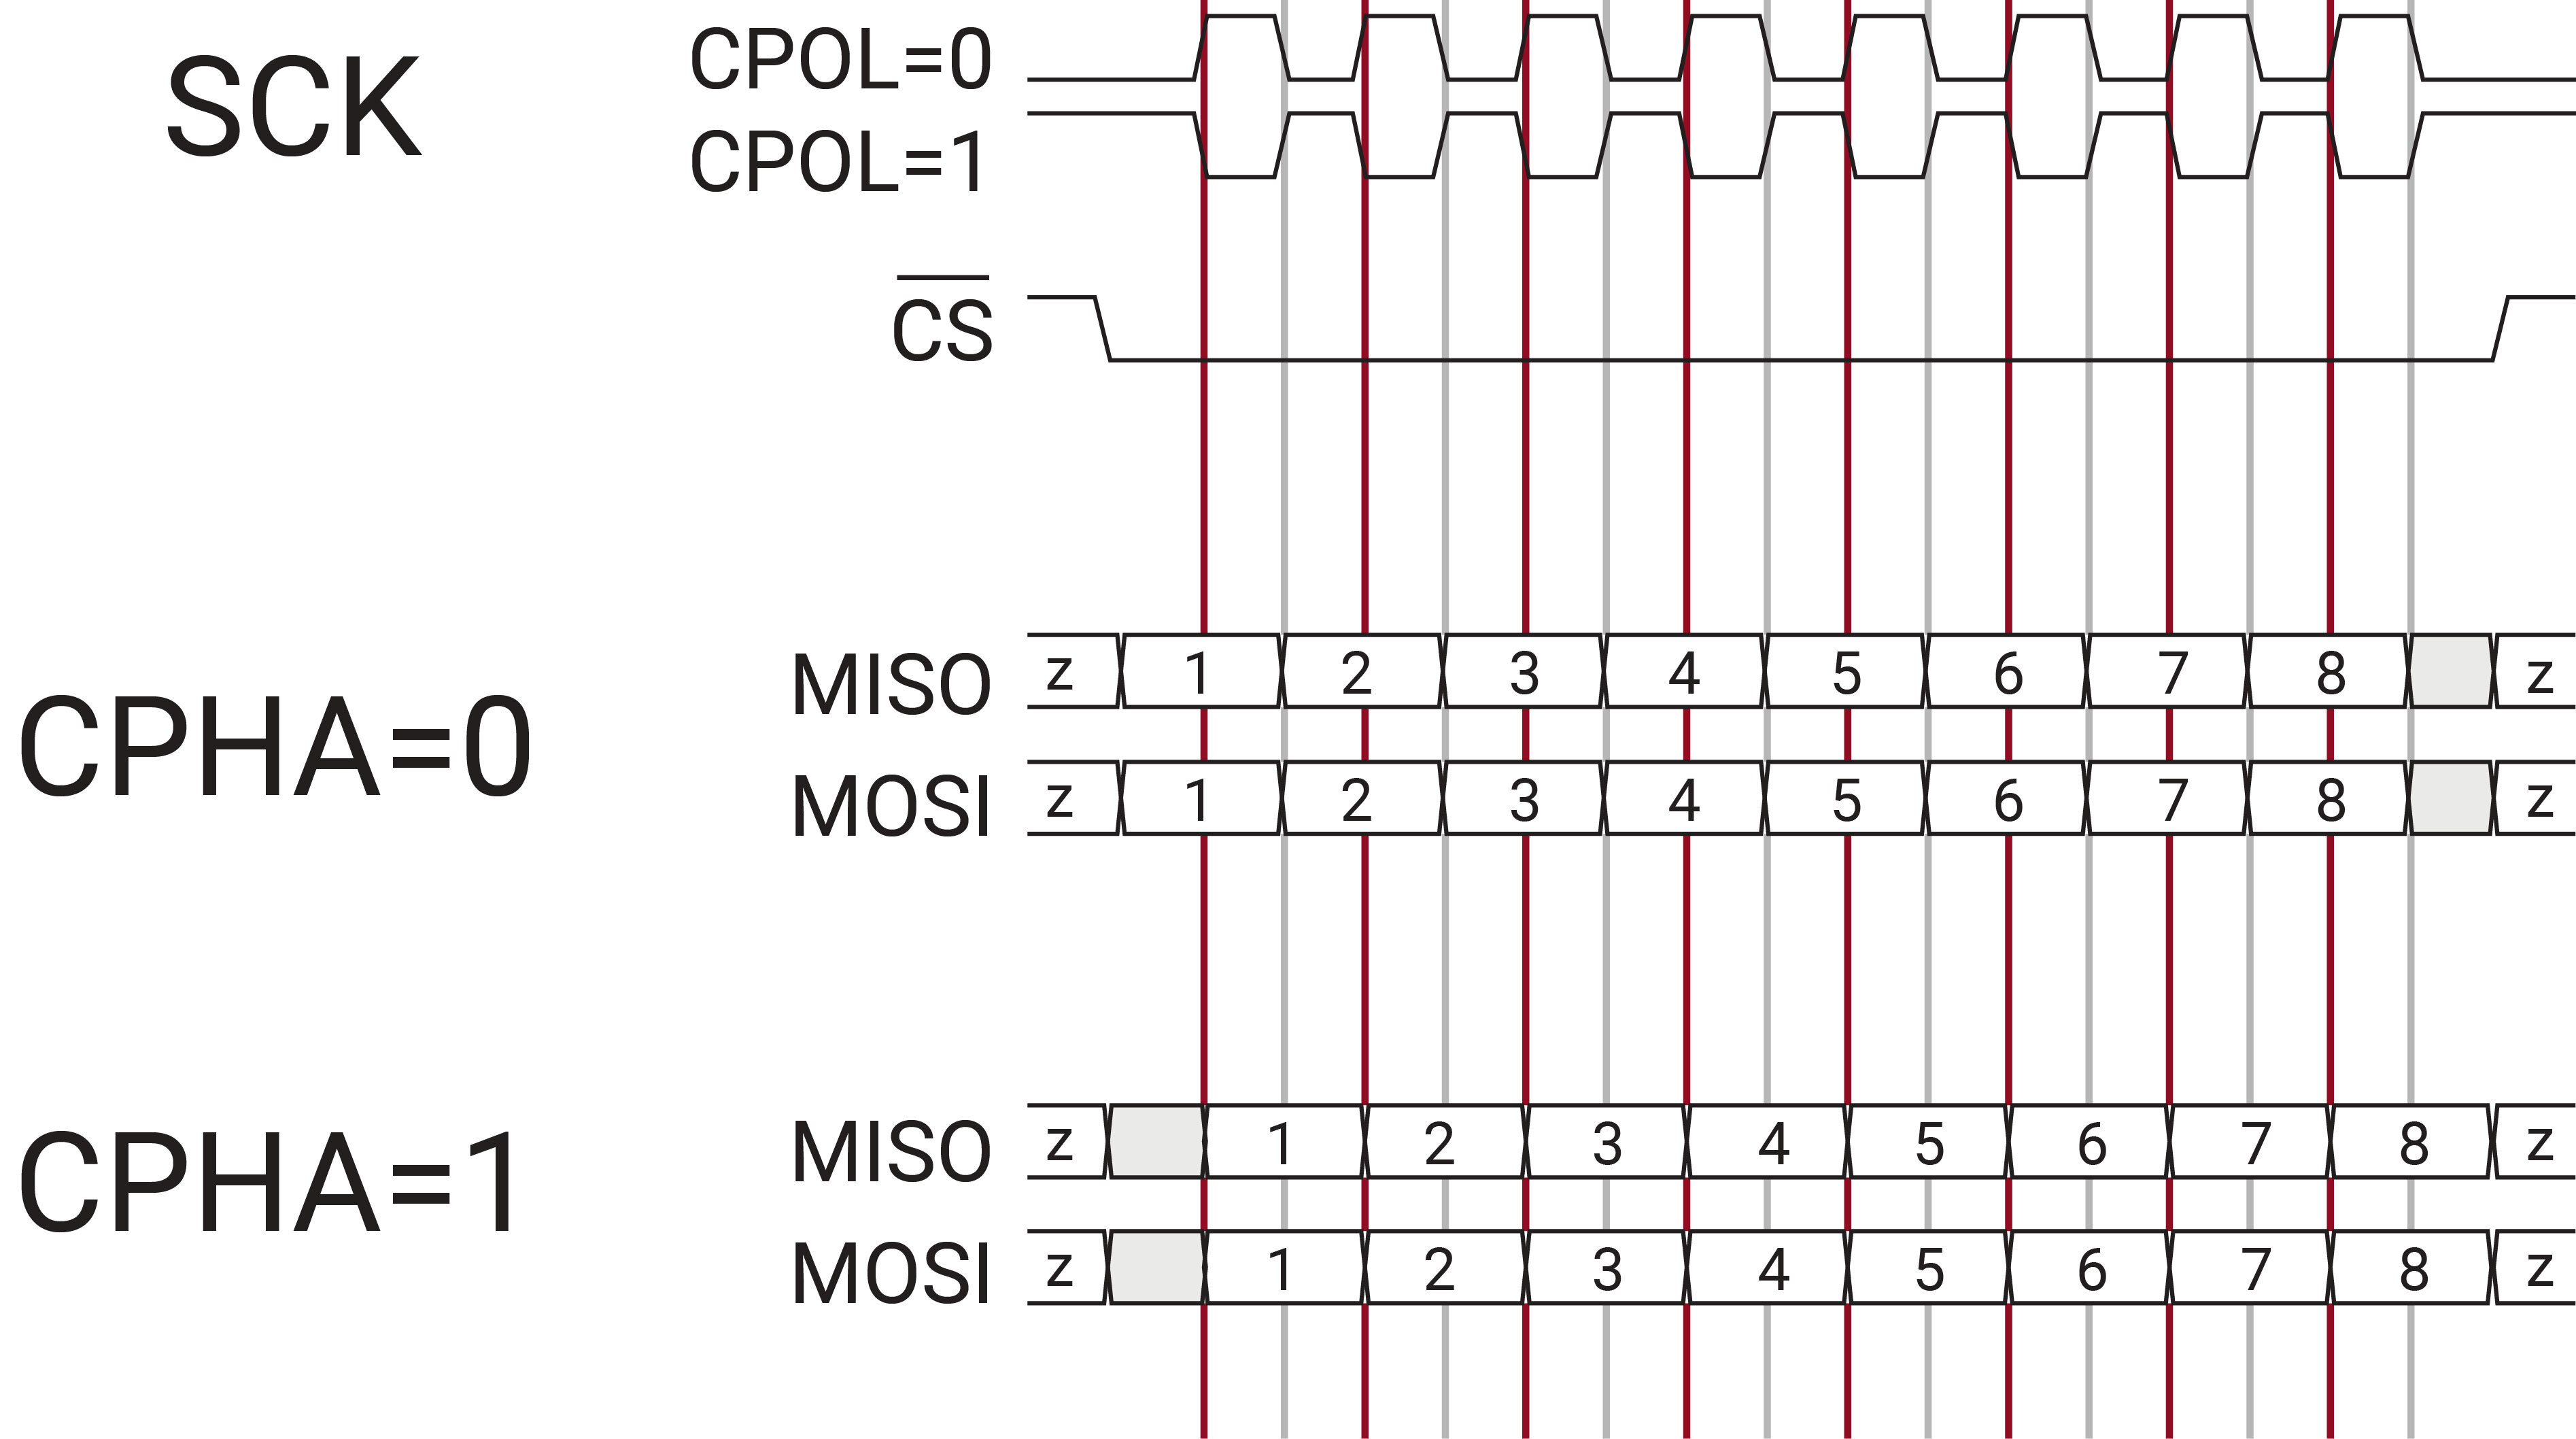 SCK
CPOL=0
CPOL=1
CS
CPHA=0
MISO z 1 2 3 4 5 6 7 8 z
MOSI z 1 2 3 4 5 6 7 8 z
CPHA=1
MISO z 1 2 3 4 5 6 7 8 z
MOSI z 1 2 3 4 5 6 7 8 z